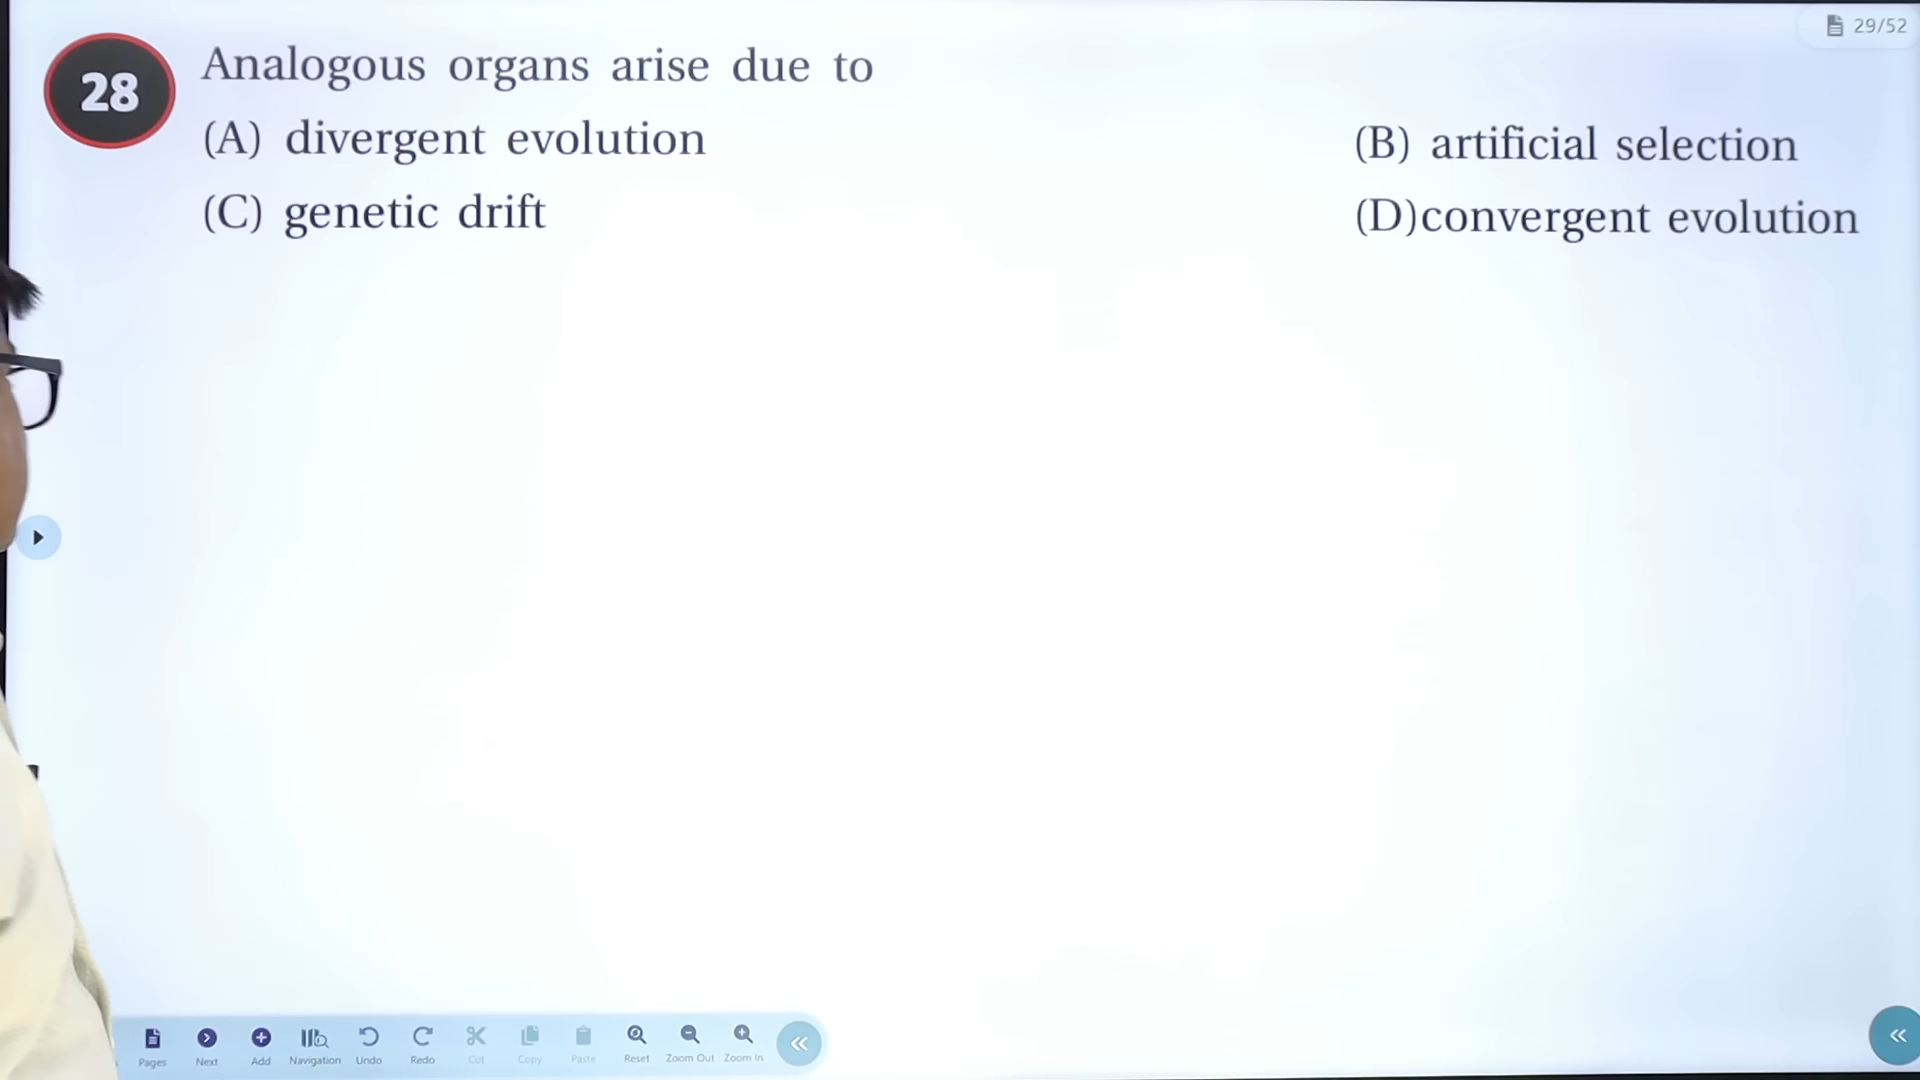 29/52
28
Analogous organs arise due to
(A) divergent evolution
(B) artificial selection
(C) genetic drift
(D)convergent evolution
Pages Next Add Navigation Undo Redo Cut Copy Paste Reset Zoom Out Zoom In